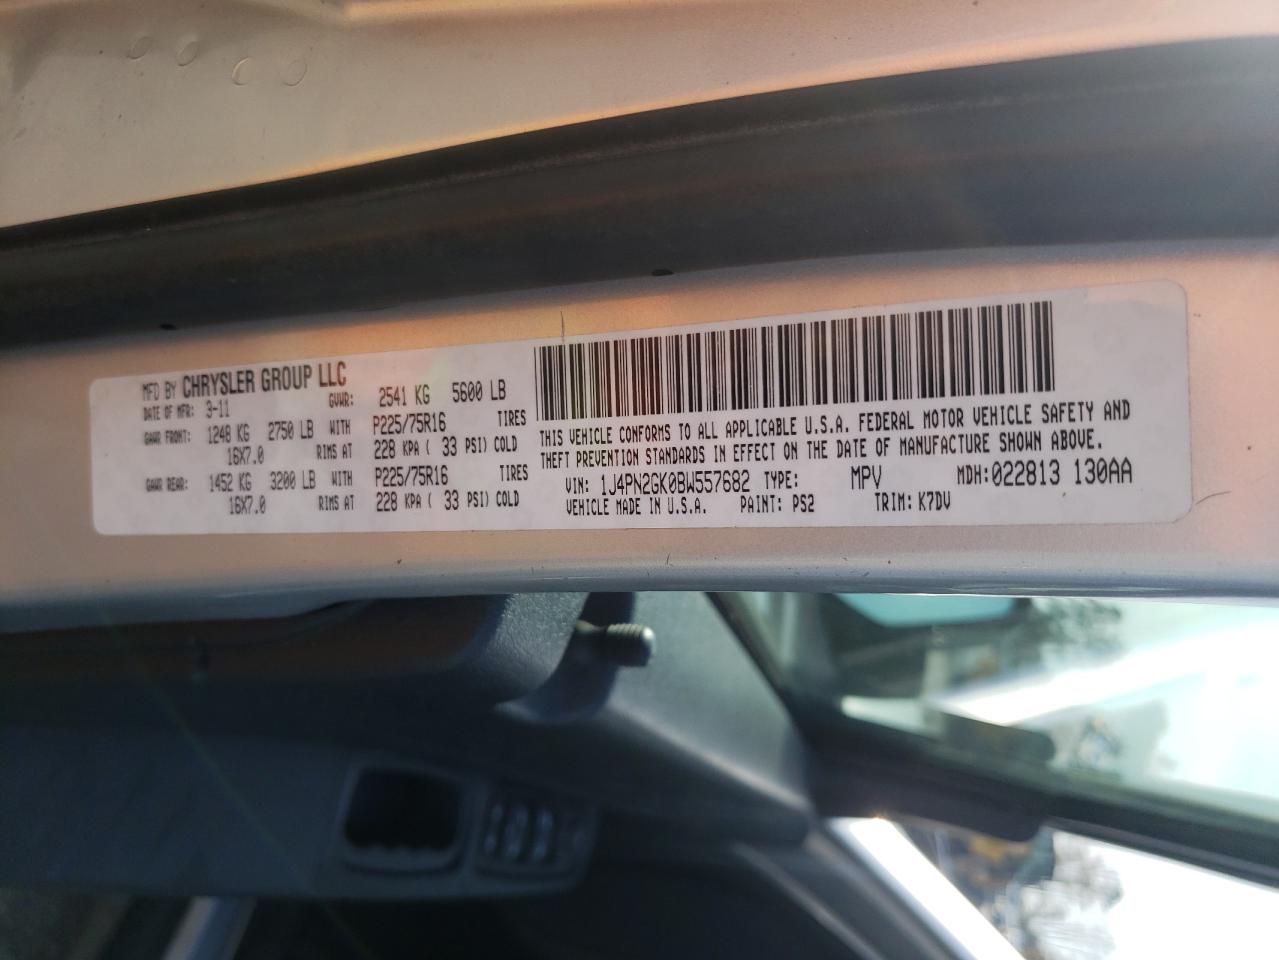 MFD BY CHRYSLER GROUP LLC
DATE OF MFR: 3-11 GVWR: 2541 KG 5600 LB
GAWR FRONT: 1248 KG 2750 LB WITH P225/75R16 TIRES
16X7.0 RIMS AT 228 KPA ( 33 PSI) COLD
GAWR REAR: 1452 KG 3200 LB WITH P225/75R16 TIRES
16X7.0 RIMS AT 228 KPA ( 33 PSI) COLD
THIS VEHICLE CONFORMS TO ALL APPLICABLE U.S.A. FEDERAL MOTOR VEHICLE SAFETY AND
THEFT PREVENTION STANDARDS IN EFFECT ON THE DATE OF MANUFACTURE SHOWN ABOVE.
VIN: 1J4PN2GK0BW557682 TYPE: MPV MDH:022813 130AA
VEHICLE MADE IN U.S.A. PAINT: PS2 TRIM: K7DV